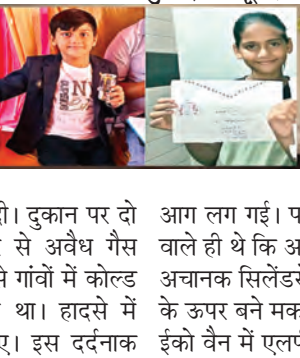 दी। दुकान पर दो
से अवैध गैस
से गांवों में कोल्ड
था। हादसे में
ए। इस दर्दनाक
आग लग गई। प
वाले ही थे कि अ
अचानक सिलेंडर
के ऊपर बने मक
ईको वैन में एलप